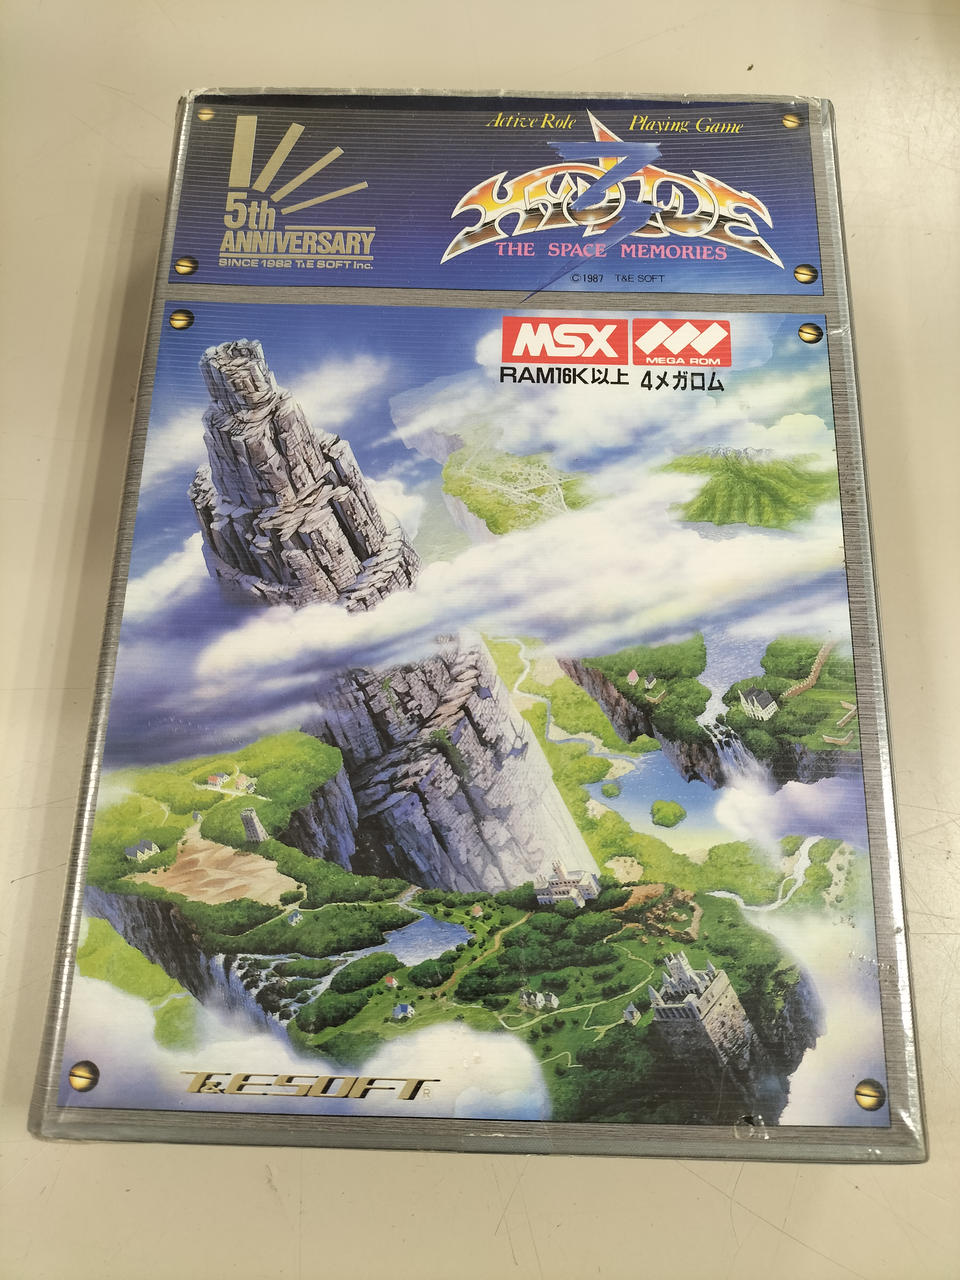 5th
ANNIVERSARY
SINCE 1982 T&E SOFT Inc.
Active Role Playing Game
3
HYDLIDE
THE SPACE MEMORIES
©1987 T&E SOFT
MSX
MEGA ROM
RAM16K以上 4メガロム
T&ESOFT
R